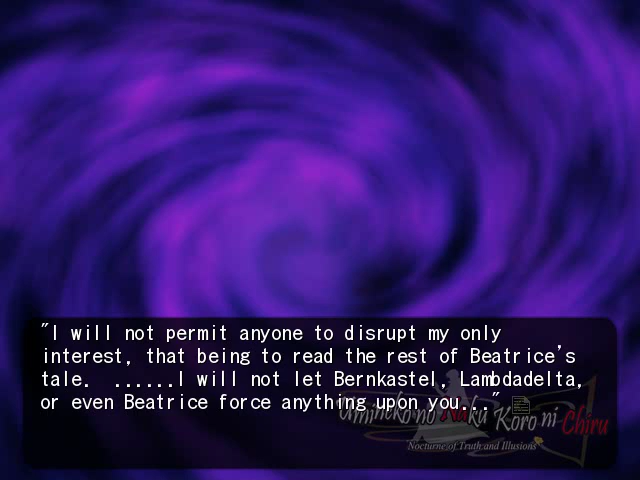 "I will not permit anyone to disrupt my only
interest, that being to read the rest of Beatrice's
tale.  ......I will not let Bernkastel, Lambdadelta,
or even Beatrice force anything upon you..."
Umineko no Naku Koro ni Chiru
Nocturne of Truth and Illusions